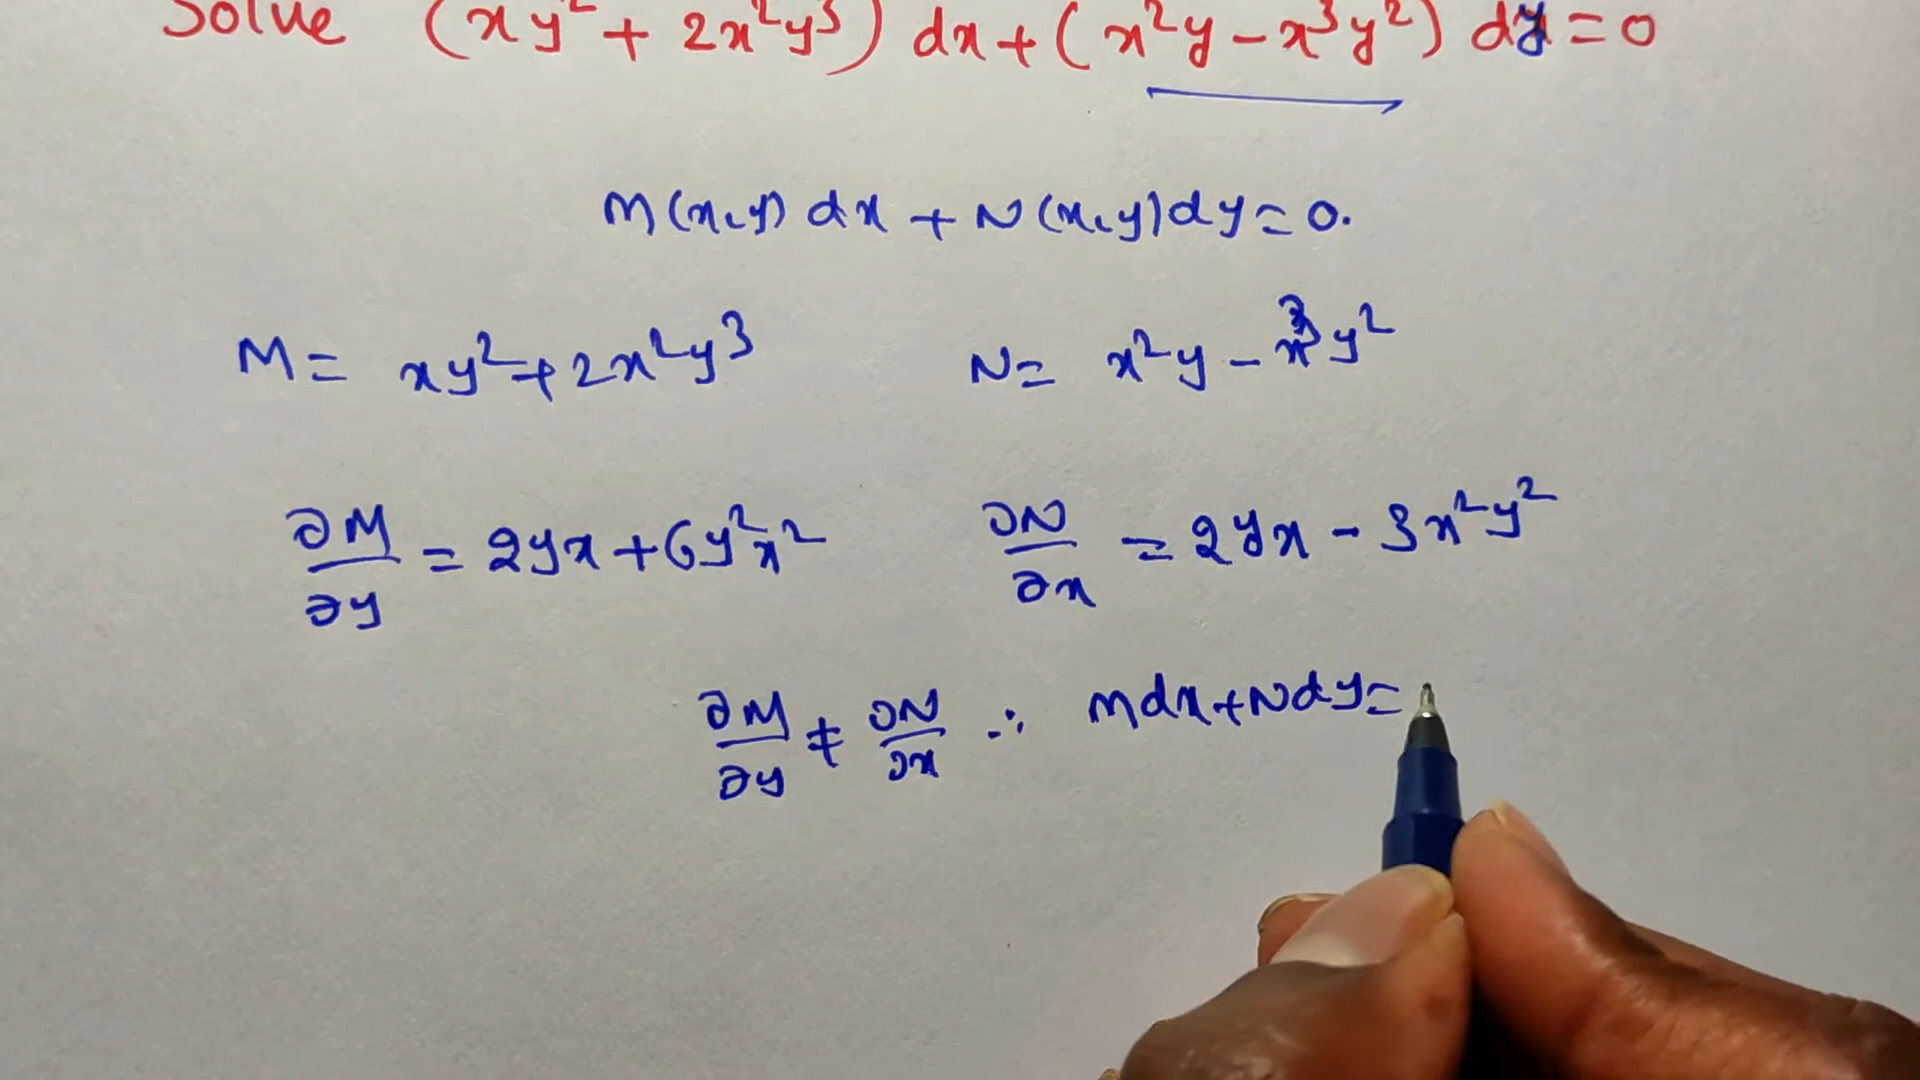 Solve (xy² + 2x²y³) dx + (x²y - x³y²) dy = 0
M(x,y) dx + N(x,y) dy = 0.
M = xy² + 2x²y³ N = x²y - x³y²
∂M/∂y = 2yx + 6y²x² ∂N/∂x = 2yx - 3x²y²
∂M/∂y ≠ ∂N/∂x ∴ Mdx + Ndy =